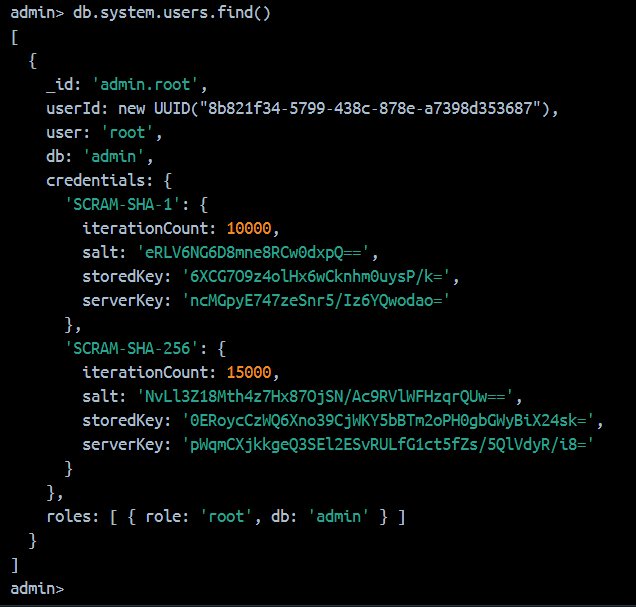 admin> db.system.users.find()
[
  {
    _id: 'admin.root',
    userId: new UUID("8b821f34-5799-438c-878e-a7398d353687"),
    user: 'root',
    db: 'admin',
    credentials: {
      'SCRAM-SHA-1': {
        iterationCount: 10000,
        salt: 'eRLV6NG6D8mne8RCw0dxpQ==',
        storedKey: '6XCG7O9z4olHx6wCknhm0uysP/k=',
        serverKey: 'ncMGpyE747zeSnr5/Iz6YQwodao='
      },
      'SCRAM-SHA-256': {
        iterationCount: 15000,
        salt: 'NvLl3Z18Mth4z7Hx87OjSN/Ac9RVlWFHzqrQUw==',
        storedKey: '0ERoycCzWQ6Xno39CjWKY5bBTm2oPH0gbGWyBiX24sk=',
        serverKey: 'pWqmCXjkkgeQ3SEl2ESvRULfG1ct5fZs/5QlVdyR/i8='
      }
    },
    roles: [ { role: 'root', db: 'admin' } ]
  }
]
admin>